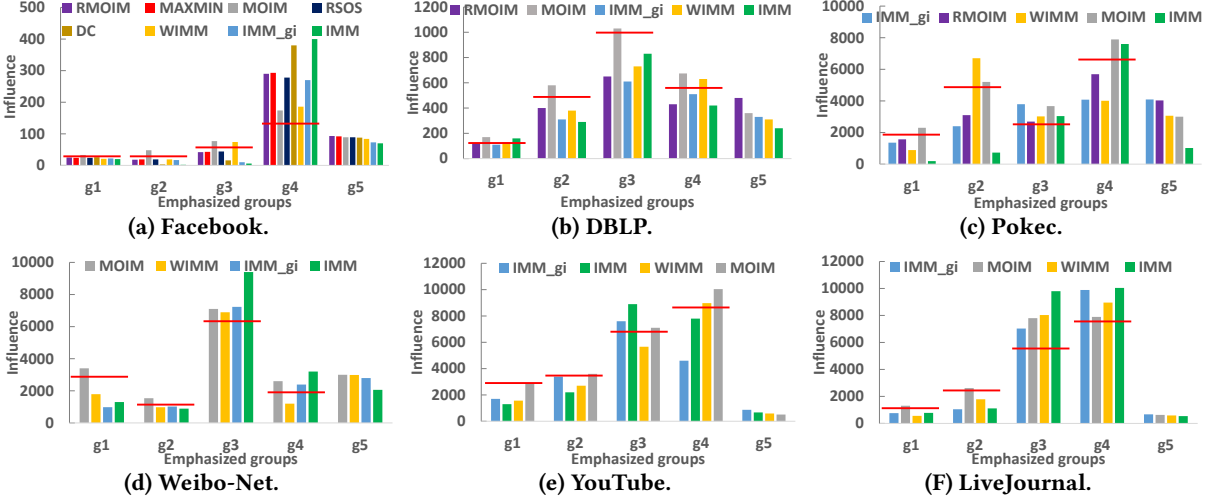 500
400
300
200
100
0
Influence
RMOIM MAXMIN MOIM RSOS
DC WIMM IMM_gi IMM
g1 g2 g3 g4 g5
Emphasized groups
(a) Facebook.
1000
800
600
400
200
0
Influence
RMOIM MOIM IMM_gi WIMM IMM
g1 g2 g3 g4 g5
Emphasized groups
(b) DBLP.
8000
6000
4000
2000
0
Influence
IMM_gi RMOIM WIMM MOIM IMM
g1 g2 g3 g4 g5
Emphasized groups
(c) Pokec.
10000
8000
6000
4000
2000
0
Influence
MOIM WIMM IMM_gi IMM
g1 g2 g3 g4 g5
Emphasized groups
(d) Weibo-Net.
12000
10000
8000
6000
4000
2000
0
Influence
IMM_gi IMM WIMM MOIM
g1 g2 g3 g4 g5
Emphasized groups
(e) YouTube.
12000
10000
8000
6000
4000
2000
0
Influence
IMM_gi MOIM WIMM IMM
g1 g2 g3 g4 g5
Emphasized groups
(F) LiveJournal.